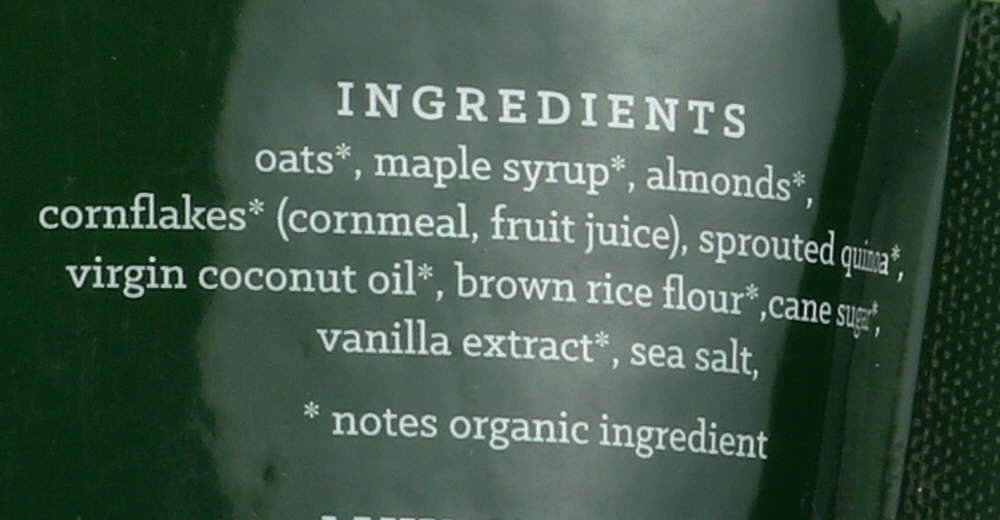 INGREDIENTS
oats*, maple syrup*, almonds*,
cornflakes* (cornmeal, fruit juice), sprouted quinoa*,
virgin coconut oil*, brown rice flour*,cane sugar*,
vanilla extract*, sea salt,
* notes organic ingredient